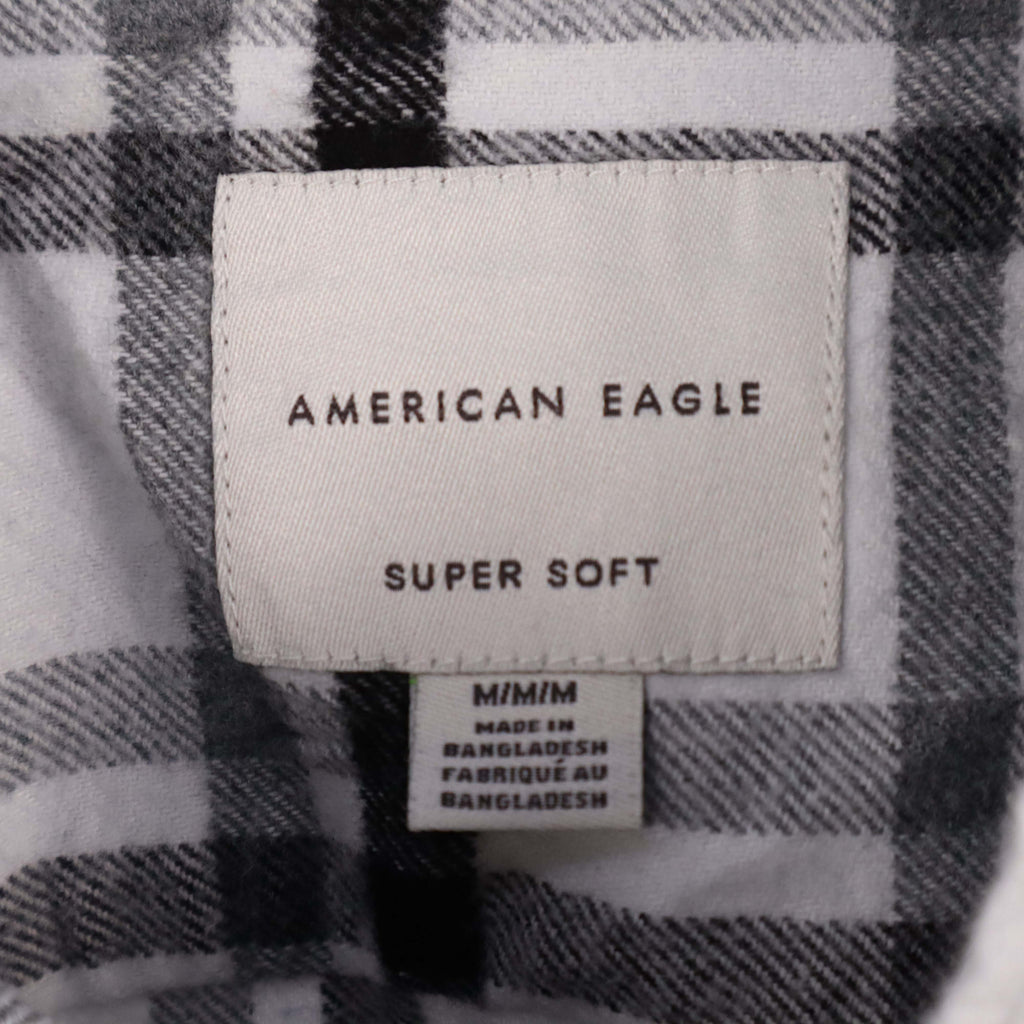 AMERICAN EAGLE
SUPER SOFT
M/M/M
MADE IN
BANGLADESH
FABRIQUÉ AU
BANGLADESH